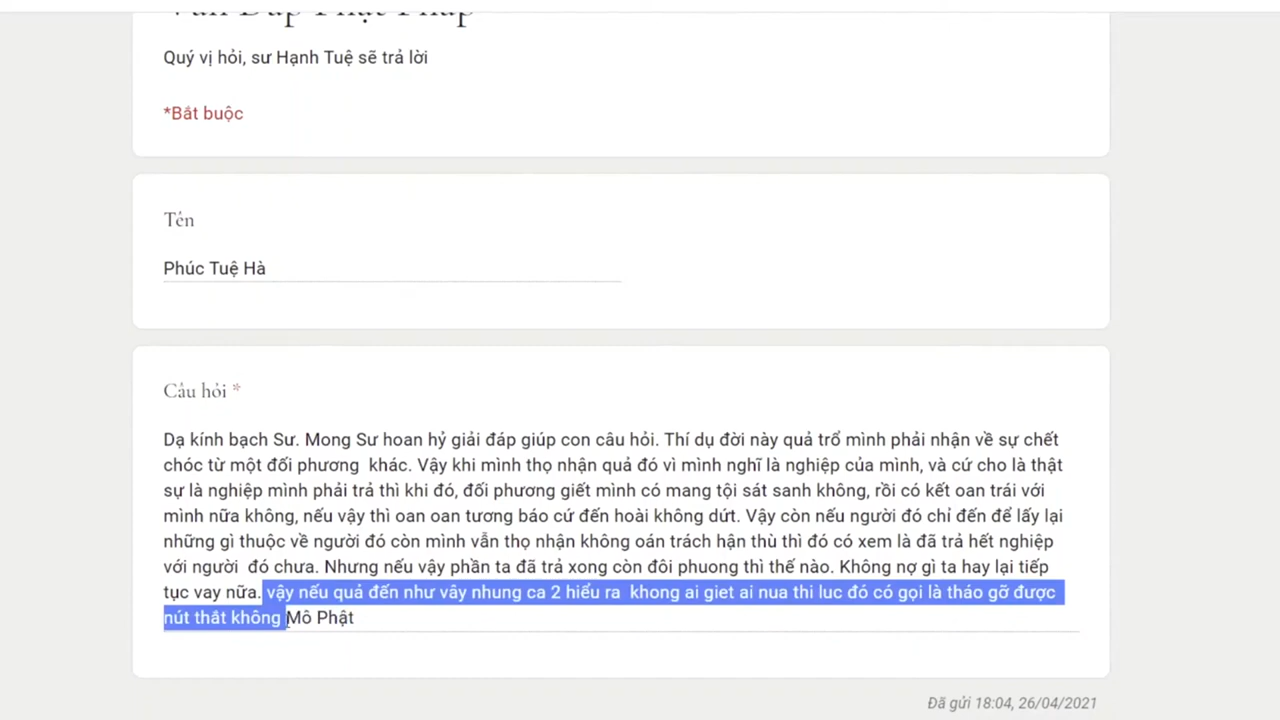 Vấn Đáp Phật Pháp
Quý vị hỏi, sư Hạnh Tuệ sẽ trả lời
*Bắt buộc
Tên
Phúc Tuệ Hà
Câu hỏi *
Dạ kính bạch Sư. Mong Sư hoan hỷ giải đáp giúp con câu hỏi. Thí dụ đời này quả trổ mình phải nhận về sự chết
chóc từ một đối phương khác. Vậy khi mình thọ nhận quả đó vì mình nghĩ là nghiệp của mình, và cứ cho là thật
sự là nghiệp mình phải trả thì khi đó, đối phương giết mình có mang tội sát sanh không, rồi có kết oan trái với
mình nữa không, nếu vậy thì oan oan tương báo cứ đến hoài không dứt. Vậy còn nếu người đó chỉ đến để lấy lại
những gì thuộc về người đó còn mình vẫn thọ nhận không oán trách hận thù thì đó có xem là đã trả hết nghiệp
với người đó chưa. Nhưng nếu vậy phần ta đã trả xong còn đôi phuong thì thế nào. Không nợ gì ta hay lại tiếp
tục vay nữa. vậy nếu quả đến như vây nhung ca 2 hiểu ra khong ai giet ai nua thi luc đó có gọi là tháo gỡ được
nút thắt không Mô Phật
Đã gửi 18:04, 26/04/2021